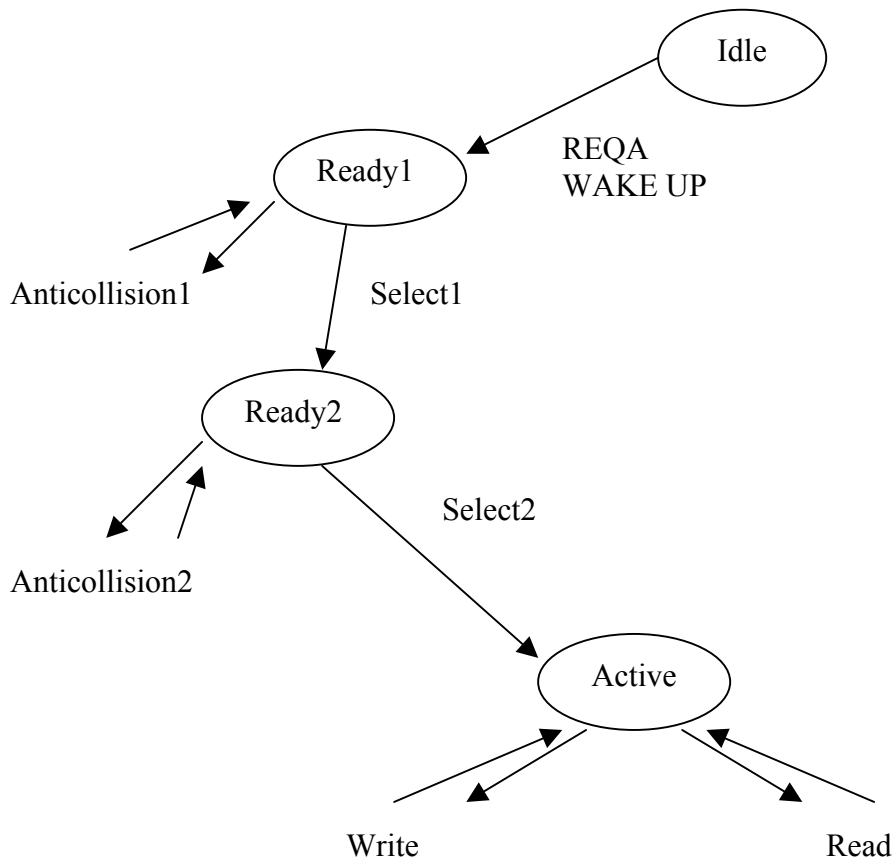 Idle
Ready1
REQA
WAKE UP
Anticollision1
Select1
Ready2
Select2
Anticollision2
Active
Write
Read